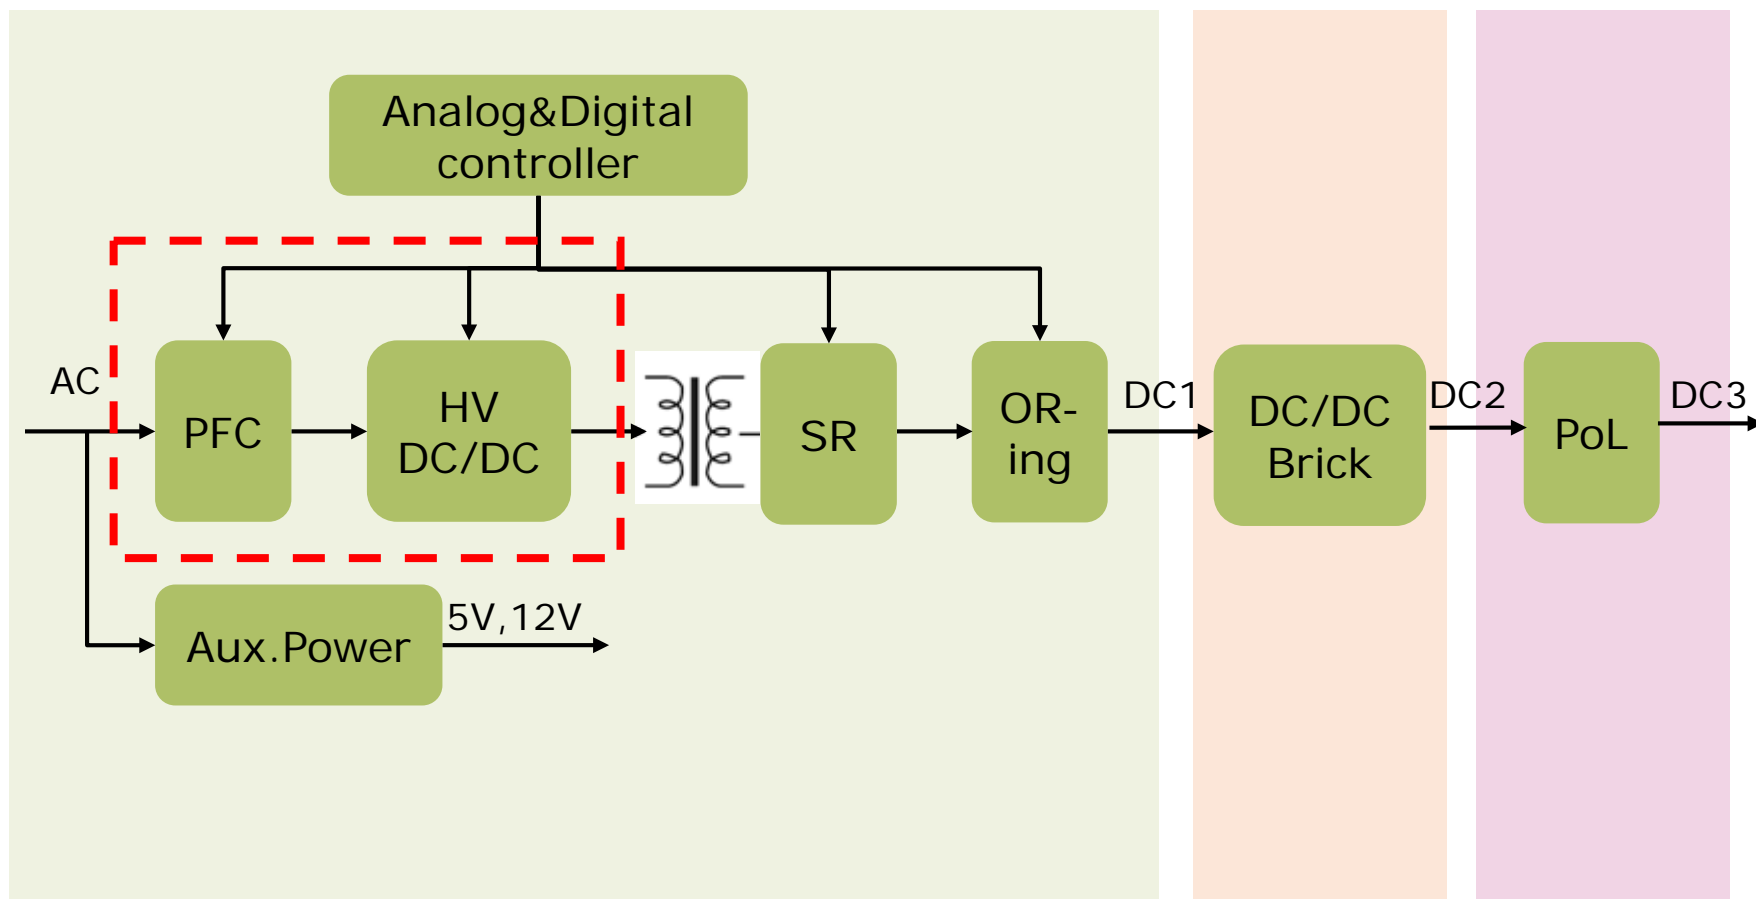 Analog&Digital
controller
AC
PFC
HV
DC/DC
SR
OR-
ing
DC1
DC/DC
Brick
DC2
PoL
DC3
Aux.Power
5V,12V